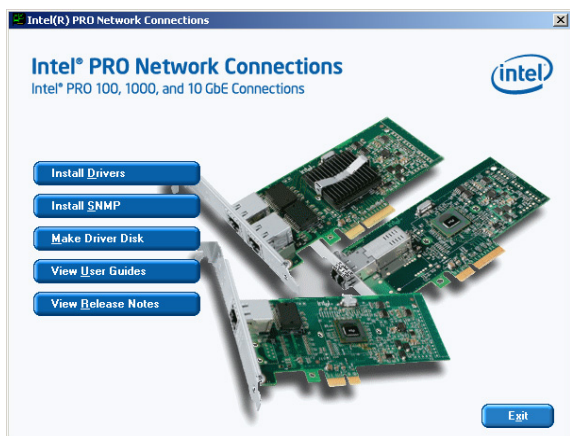 Intel(R) PRO Network Connections
Intel® PRO Network Connections
Intel® PRO 100, 1000, and 10 GbE Connections
intel
Install Drivers
Install SNMP
Make Driver Disk
View User Guides
View Release Notes
Exit